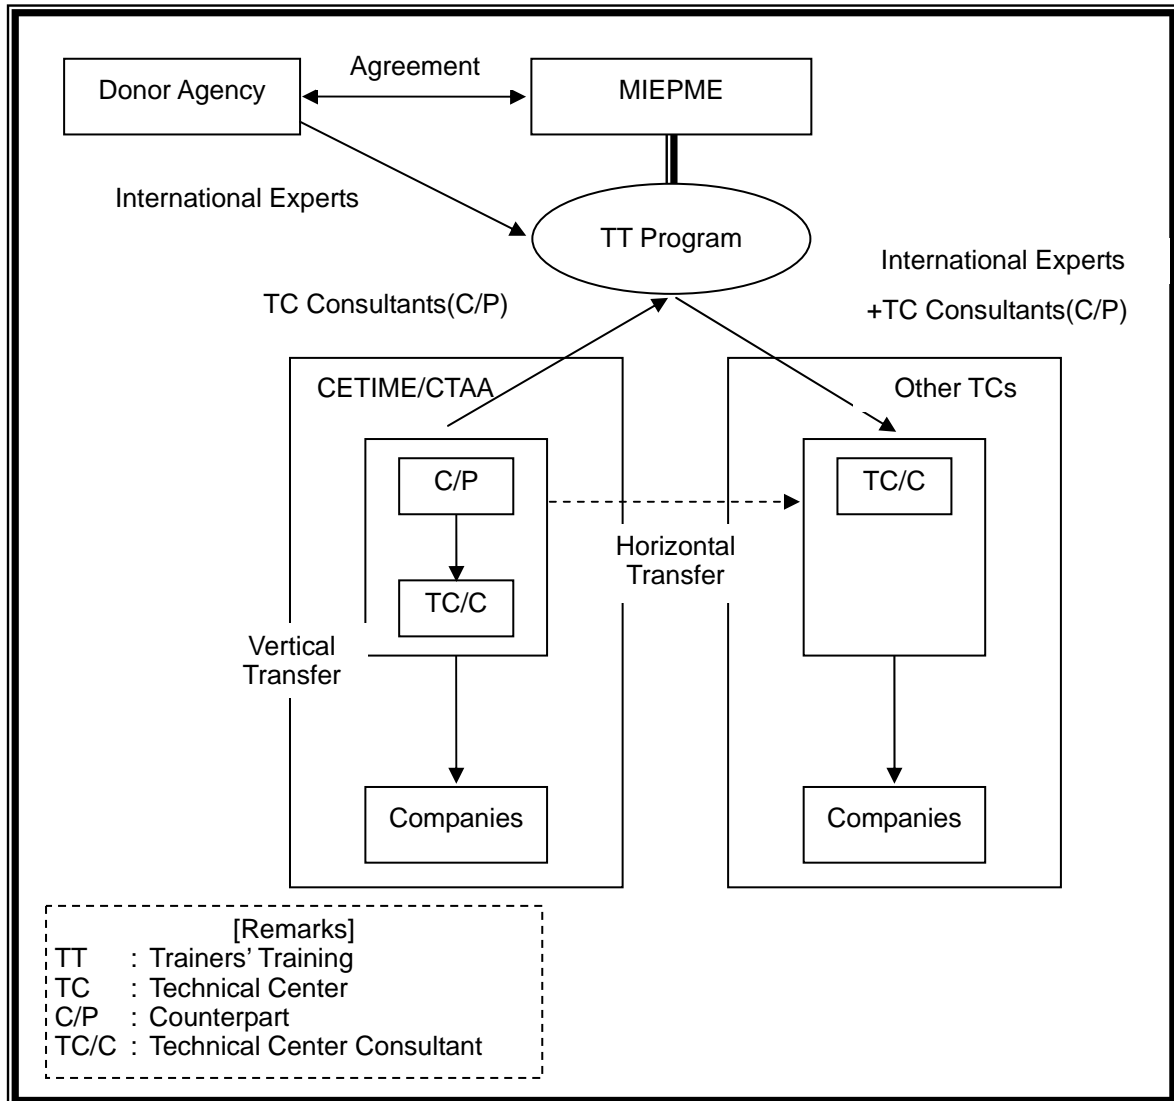 Agreement
Donor Agency
MIEPME
International Experts
TT Program
International Experts
TC Consultants(C/P)
+TC Consultants(C/P)
CETIME/CTAA
Other TCs
C/P
TC/C
Horizontal
Transfer
TC/C
Vertical
Transfer
Companies
Companies
[Remarks]
TT : Trainers’ Training
TC : Technical Center
C/P : Counterpart
TC/C : Technical Center Consultant